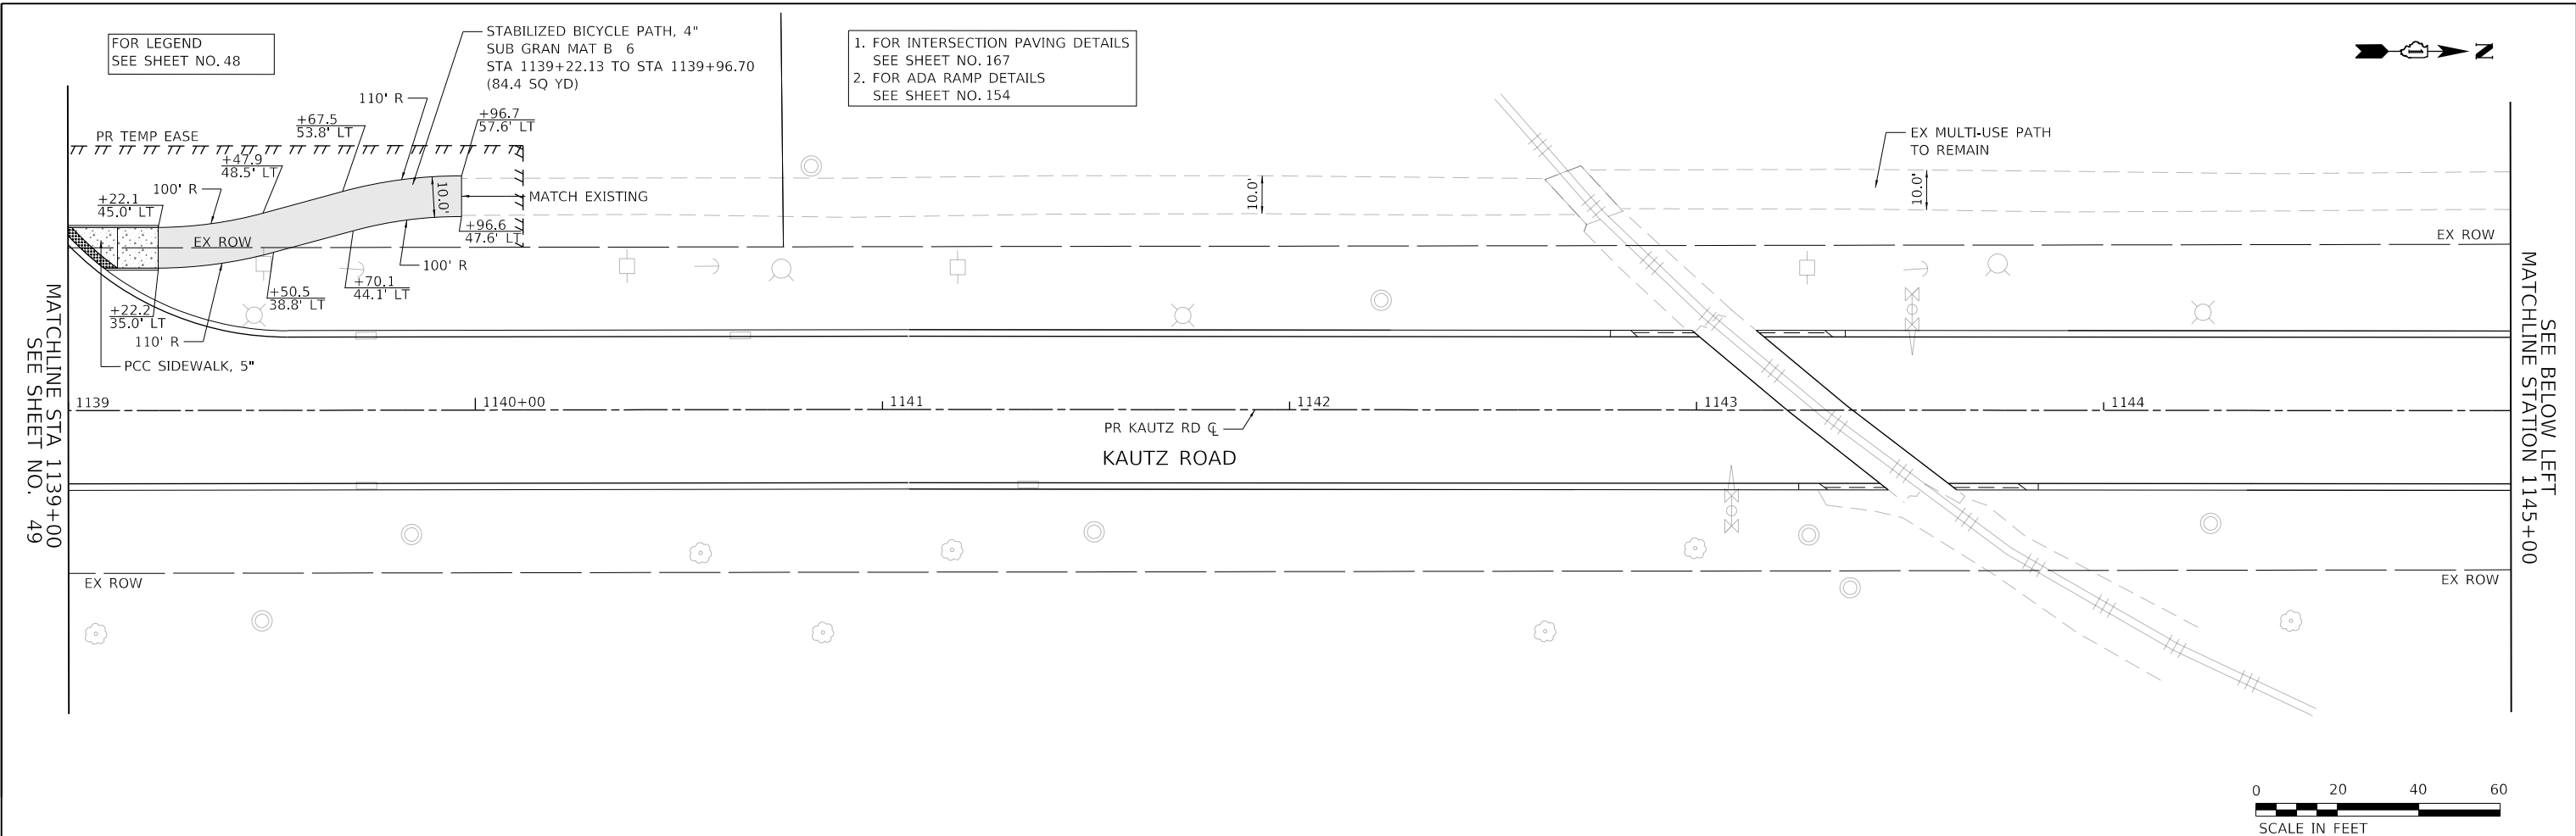 FOR LEGEND
SEE SHEET NO. 48
STABILIZED BICYCLE PATH, 4"
SUB GRAN MAT B 6
STA 1139+22.13 TO STA 1139+96.70
(84.4 SQ YD)
1. FOR INTERSECTION PAVING DETAILS
SEE SHEET NO. 167
2. FOR ADA RAMP DETAILS
SEE SHEET NO. 154
N
110' R
+96.7
57.6' LT
+67.5
53.8' LT
PR TEMP EASE
+47.9
48.5' LT
100' R
+22.1
45.0' LT
10.0'
MATCH EXISTING
10.0'
EX MULTI-USE PATH
TO REMAIN
10.0'
EX ROW
+96.6
47.6' LT
EX ROW
100' R
+70.1
44.1' LT
+50.5
38.8' LT
+22.2
35.0' LT
110' R
PCC SIDEWALK, 5"
MATCHLINE STA 1139+00
SEE SHEET NO. 49
SEE BELOW LEFT
MATCHLINE STATION 1145+00
1139
1140+00
1141
1142
1143
1144
PR KAUTZ RD ℄
KAUTZ ROAD
EX ROW
EX ROW
0 20 40 60
SCALE IN FEET